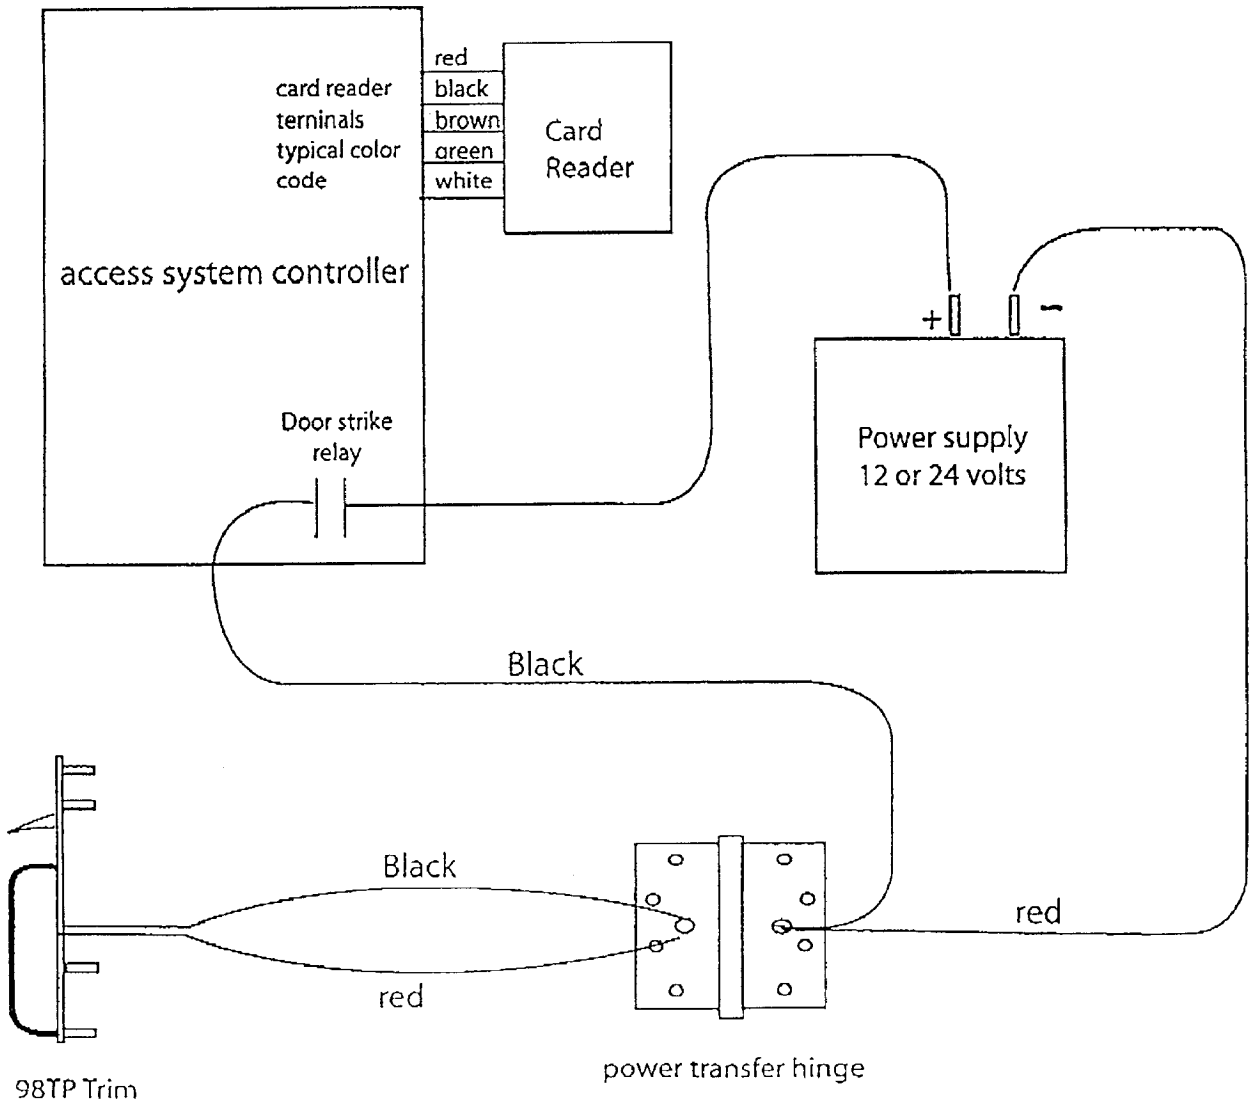 red
card reader
black
terninals
brown
typical color
green
code
white
Card
Reader
access system controller
+
-
Door strike
relay
Power supply
12 or 24 volts
Black
Black
red
red
power transfer hinge
98TP Trim